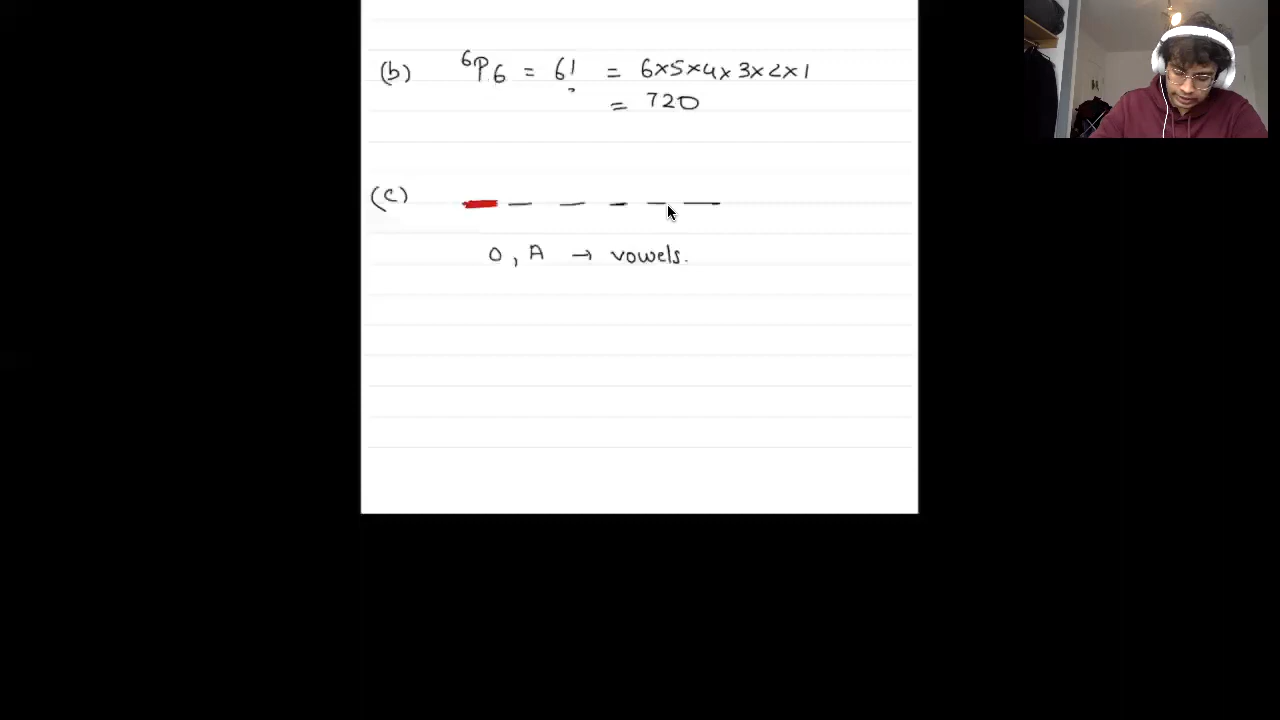 (b) ⁶P₆ = 6! = 6×5×4×3×2×1
= 720
(c) _ _ _ _ _ _
O, A → vowels.